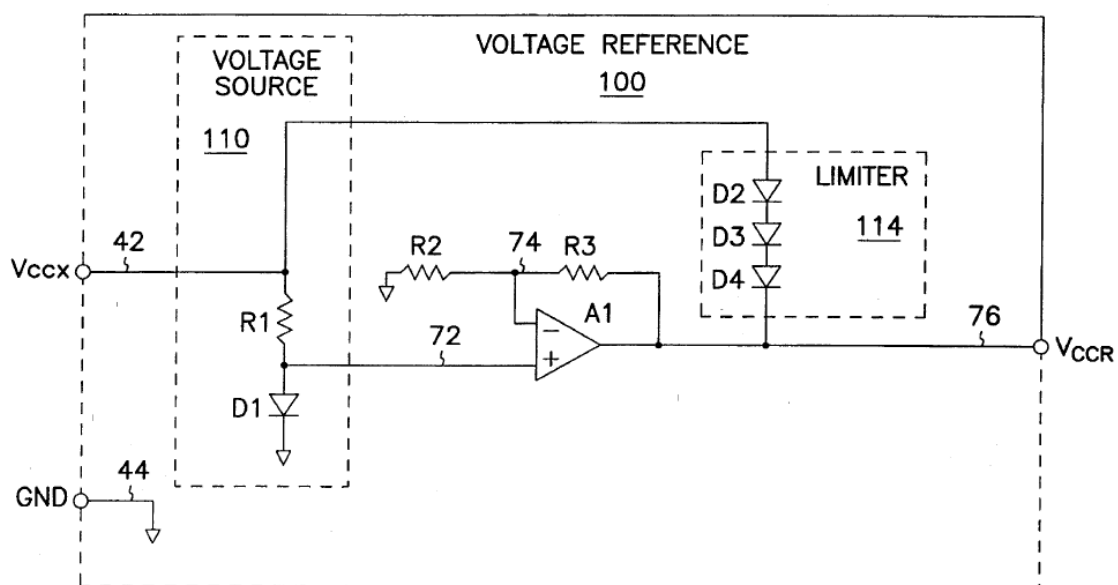 VOLTAGE REFERENCE
100
VOLTAGE
SOURCE
110
LIMITER
114
D2
D3
D4
42
VCCX
R2
74
R3
R1
A1
−
+
72
76
VCCR
D1
44
GND